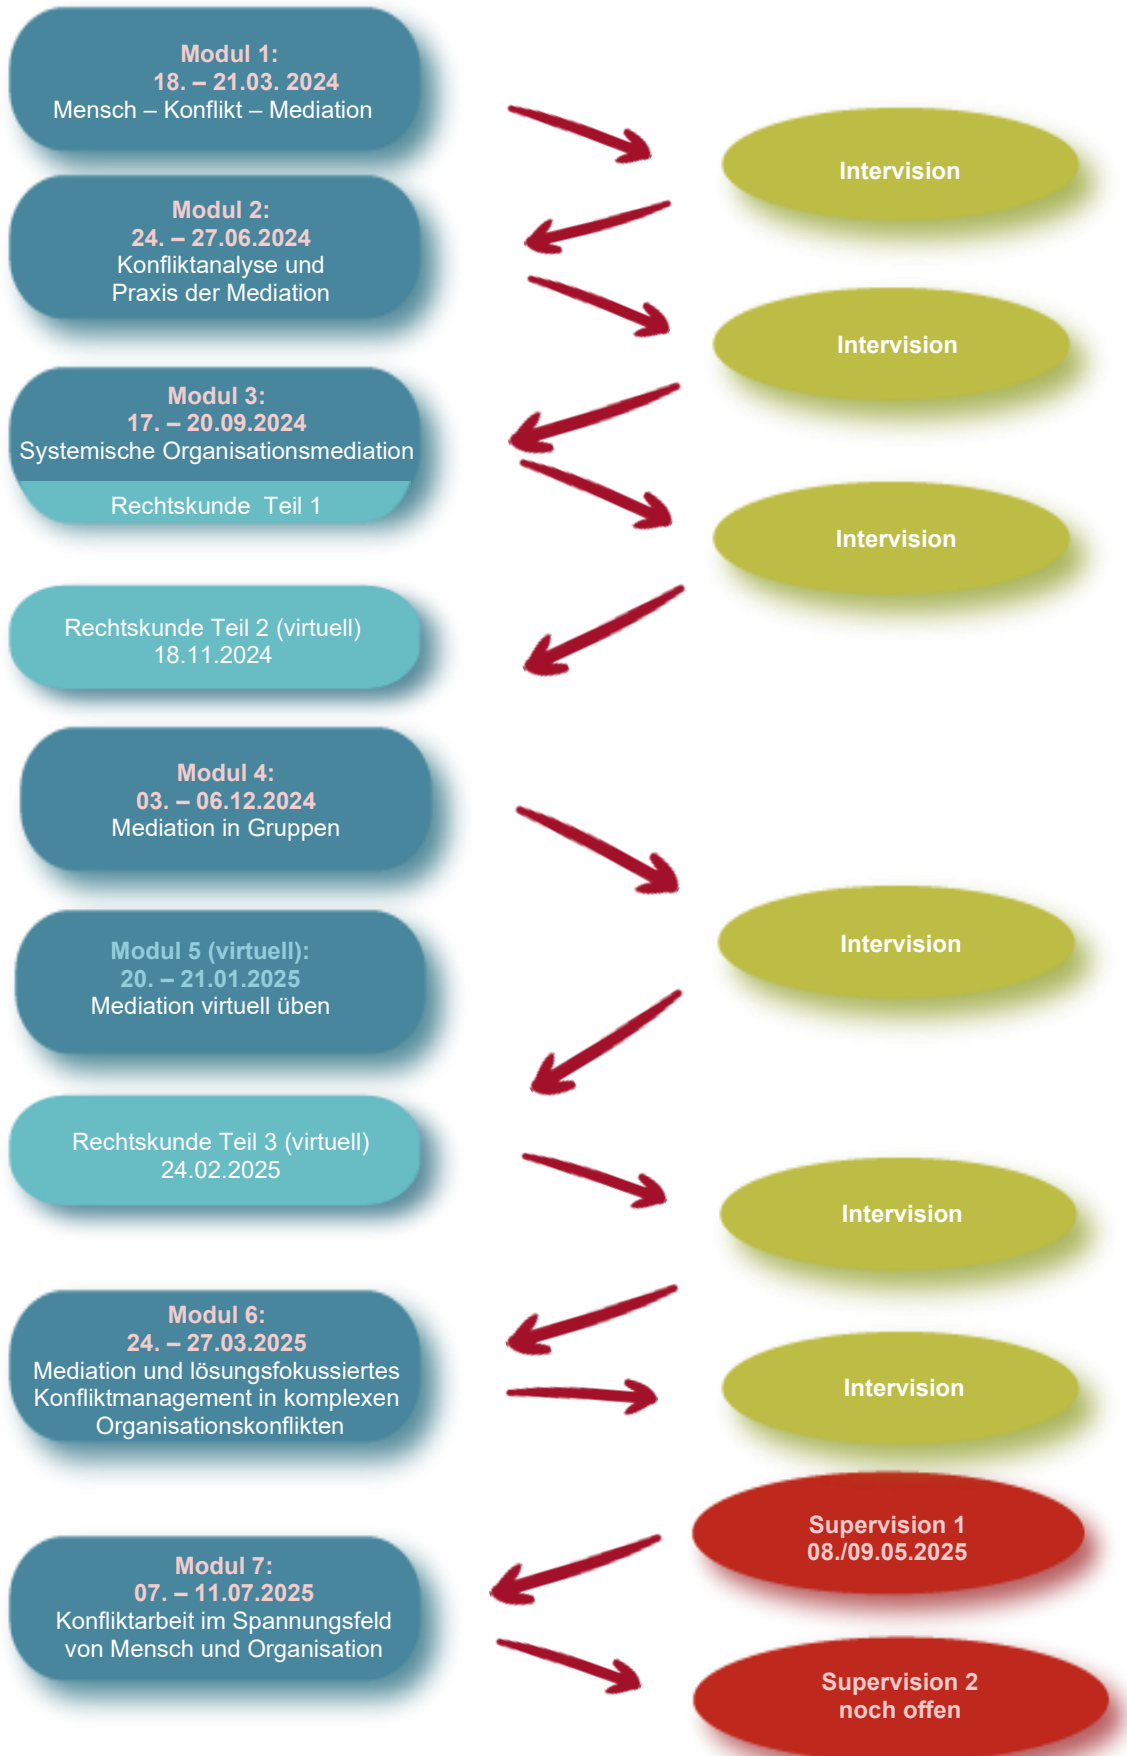 Modul 1:
18. – 21.03. 2024
Mensch – Konflikt – Mediation
Intervision
Modul 2:
24. – 27.06.2024
Konfliktanalyse und
Praxis der Mediation
Intervision
Modul 3:
17. – 20.09.2024
Systemische Organisationsmediation
Rechtskunde Teil 1
Intervision
Rechtskunde Teil 2 (virtuell)
18.11.2024
Modul 4:
03. – 06.12.2024
Mediation in Gruppen
Intervision
Modul 5 (virtuell):
20. – 21.01.2025
Mediation virtuell üben
Rechtskunde Teil 3 (virtuell)
24.02.2025
Intervision
Modul 6:
24. – 27.03.2025
Mediation und lösungsfokussiertes
Konfliktmanagement in komplexen
Organisationskonflikten
Intervision
Supervision 1
08./09.05.2025
Modul 7:
07. – 11.07.2025
Konfliktarbeit im Spannungsfeld
von Mensch und Organisation
Supervision 2
noch offen